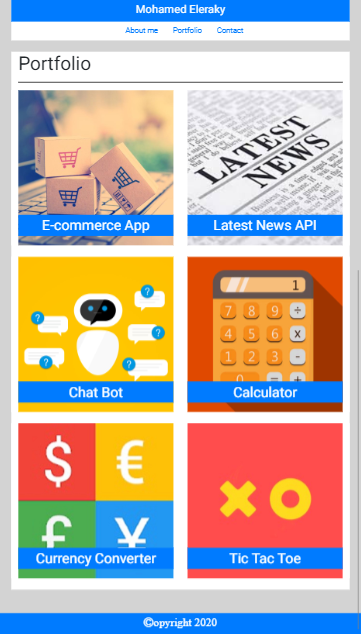 Mohamed Eleraky
About me Portfolio Contact
Portfolio
E-commerce App
LATEST
NEWS
Latest News API
? ? ? ? ?
Chat Bot
1
7 8 9 ÷
4 5 6 x
1 2 3 -
0 = +
Calculator
$ €
£ ¥
Currency Converter
Tic Tac Toe
©opyright 2020